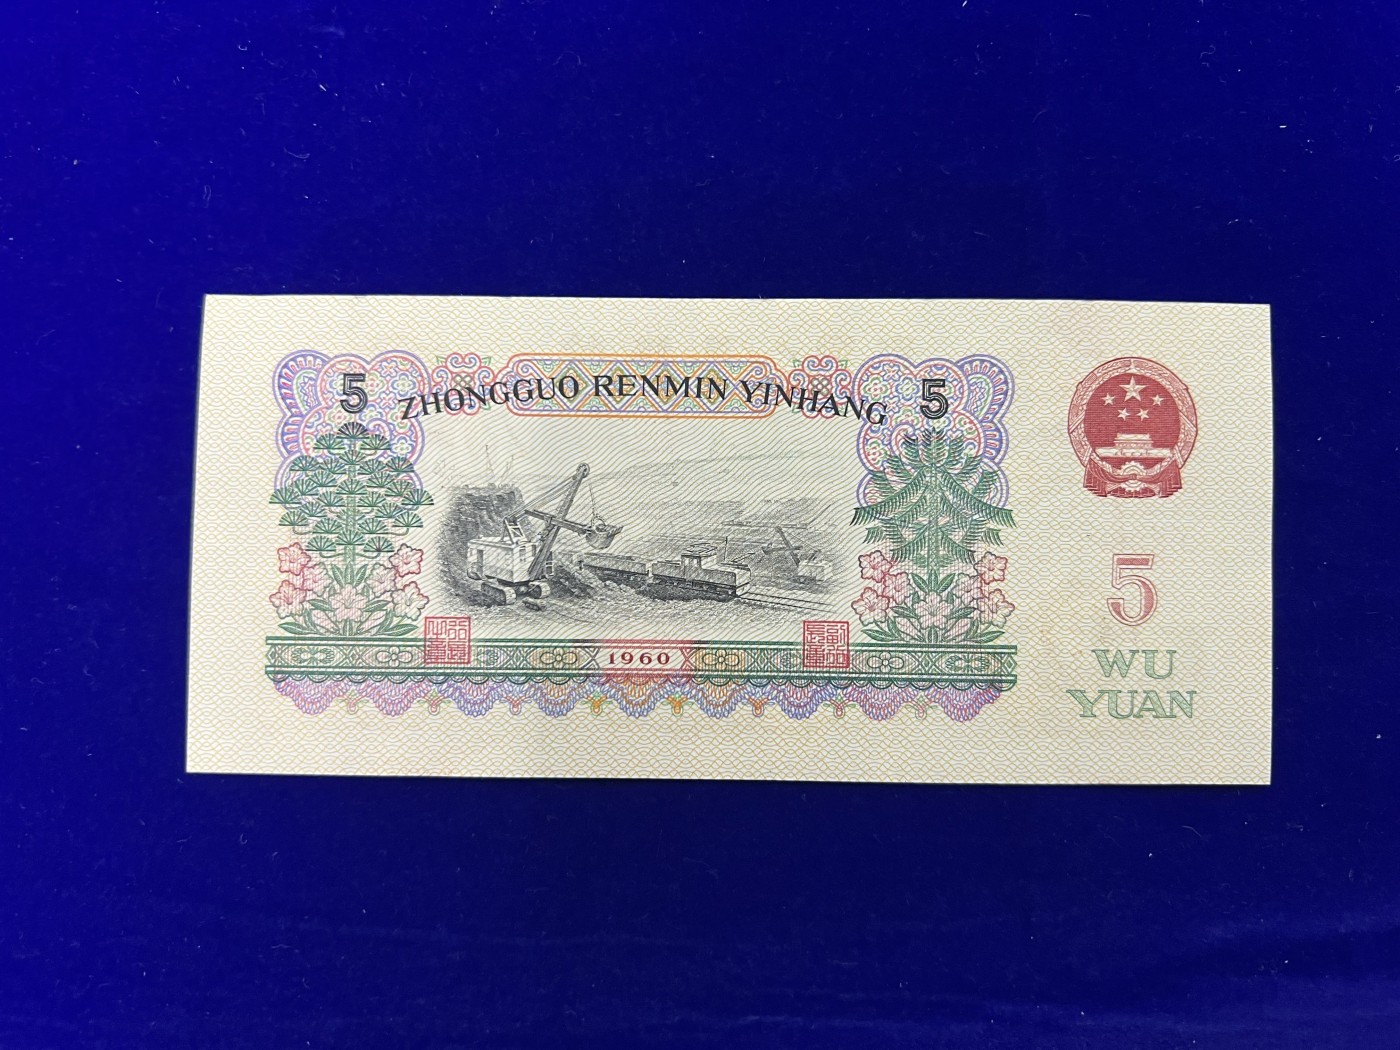 5 ZHONGGUO RENMIN YINHANG 5
5
WU
YUAN
1960